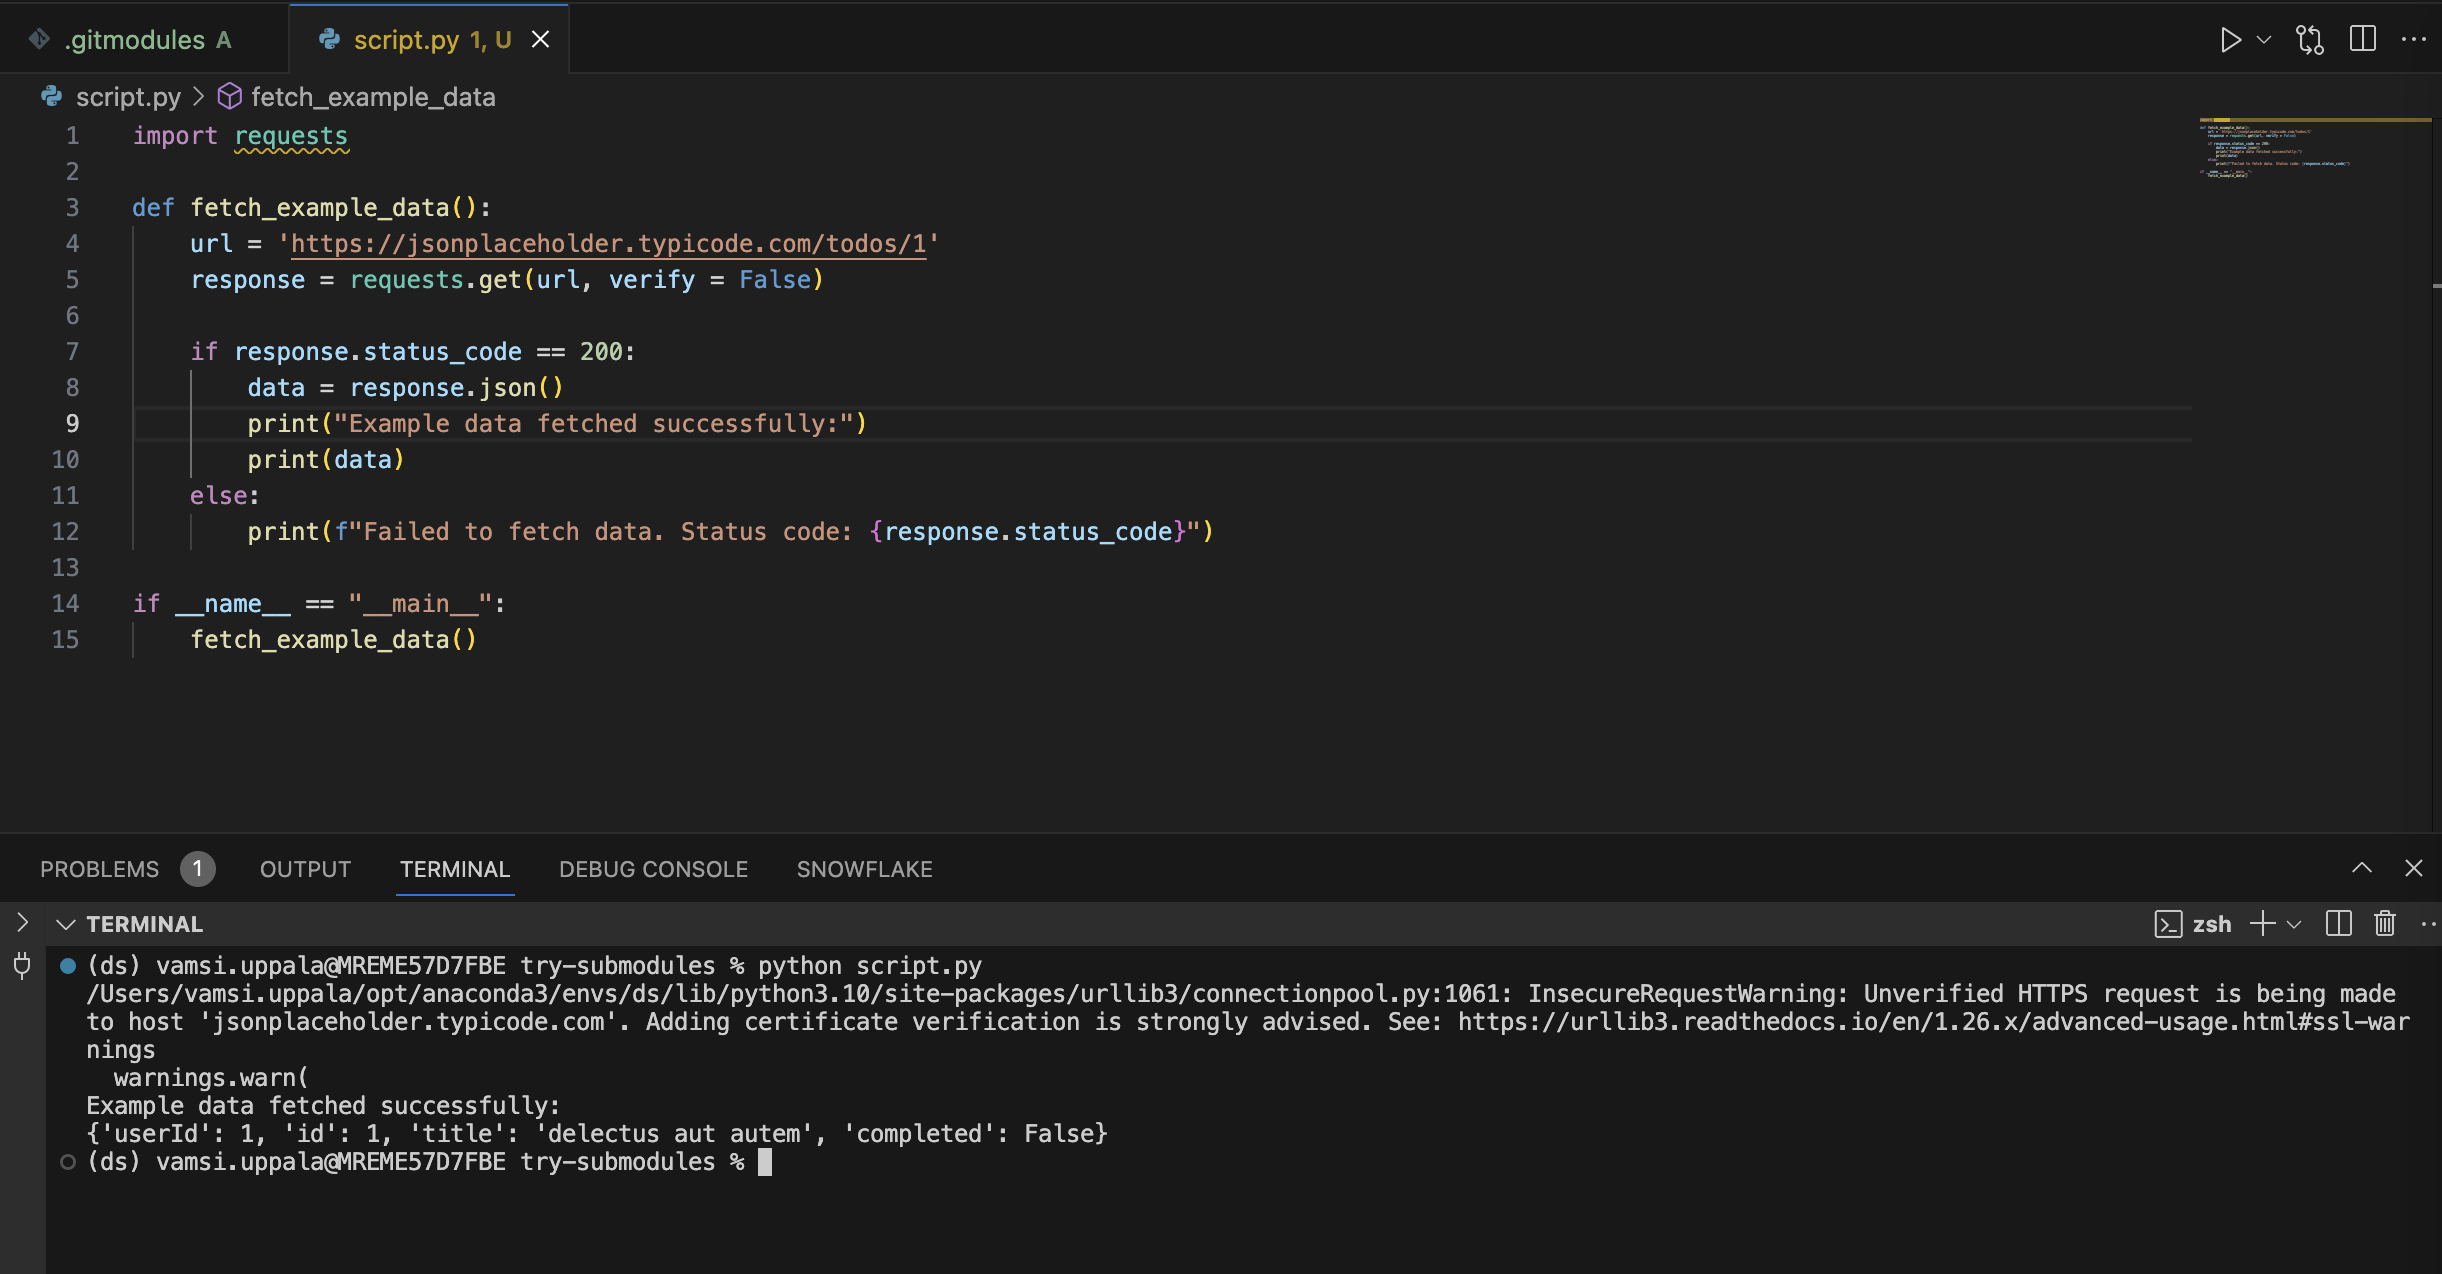 .gitmodules A
script.py 1, U
script.py > fetch_example_data
1 import requests
2
3 def fetch_example_data():
4     url = 'https://jsonplaceholder.typicode.com/todos/1'
5     response = requests.get(url, verify = False)
6
7     if response.status_code == 200:
8         data = response.json()
9         print("Example data fetched successfully:")
10         print(data)
11     else:
12         print(f"Failed to fetch data. Status code: {response.status_code}")
13
14 if __name__ == "__main__":
15     fetch_example_data()
PROBLEMS 1 OUTPUT TERMINAL DEBUG CONSOLE SNOWFLAKE
TERMINAL zsh
(ds) vamsi.uppala@MREME57D7FBE try-submodules % python script.py
/Users/vamsi.uppala/opt/anaconda3/envs/ds/lib/python3.10/site-packages/urllib3/connectionpool.py:1061: InsecureRequestWarning: Unverified HTTPS request is being made
to host 'jsonplaceholder.typicode.com'. Adding certificate verification is strongly advised. See: https://urllib3.readthedocs.io/en/1.26.x/advanced-usage.html#ssl-war
nings
  warnings.warn(
Example data fetched successfully:
{'userId': 1, 'id': 1, 'title': 'delectus aut autem', 'completed': False}
(ds) vamsi.uppala@MREME57D7FBE try-submodules %